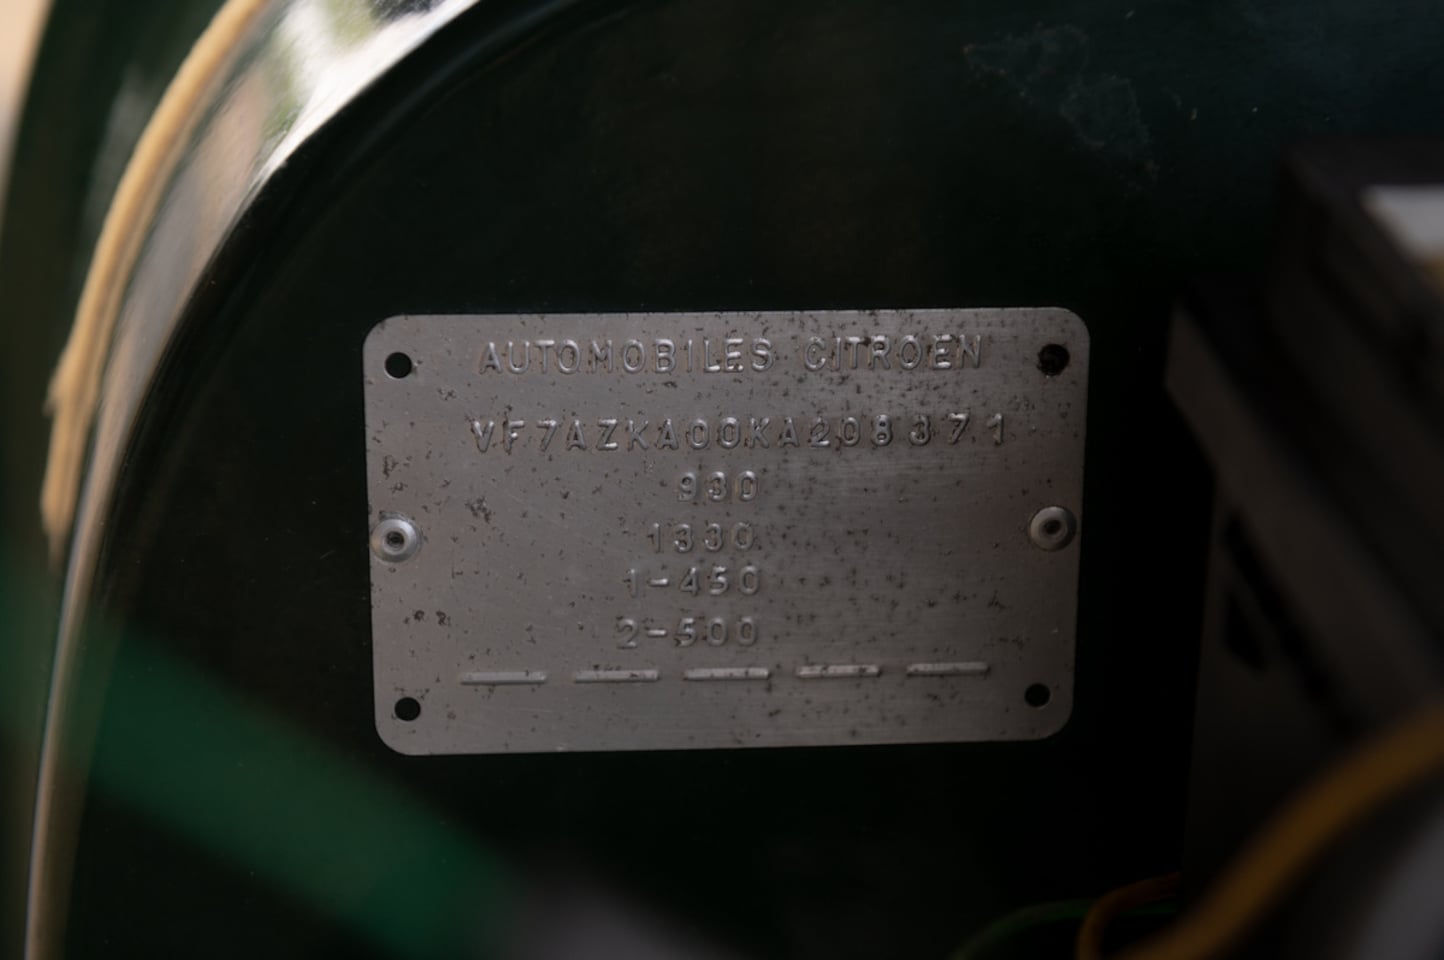 AUTOMOBILES CITROEN
VF7AZKA00KA208371
930
1330
1-450
2-500